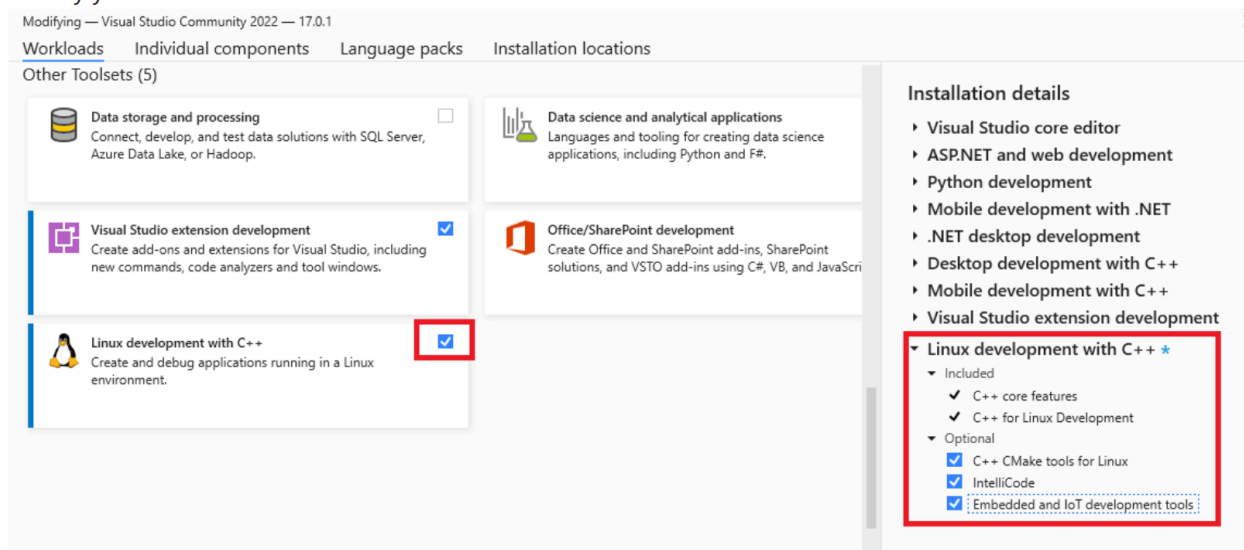 Modifying — Visual Studio Community 2022 — 17.0.1
Workloads Individual components Language packs Installation locations
Other Toolsets (5)
Data storage and processing
Connect, develop, and test data solutions with SQL Server,
Azure Data Lake, or Hadoop.
Data science and analytical applications
Languages and tooling for creating data science
applications, including Python and F#.
Visual Studio extension development
Create add-ons and extensions for Visual Studio, including
new commands, code analyzers and tool windows.
Office/SharePoint development
Create Office and SharePoint add-ins, SharePoint
solutions, and VSTO add-ins using C#, VB, and JavaScri
Linux development with C++
Create and debug applications running in a Linux
environment.
Installation details
Visual Studio core editor
ASP.NET and web development
Python development
Mobile development with .NET
.NET desktop development
Desktop development with C++
Mobile development with C++
Visual Studio extension development
Linux development with C++ *
Included
C++ core features
C++ for Linux Development
Optional
C++ CMake tools for Linux
IntelliCode
Embedded and IoT development tools